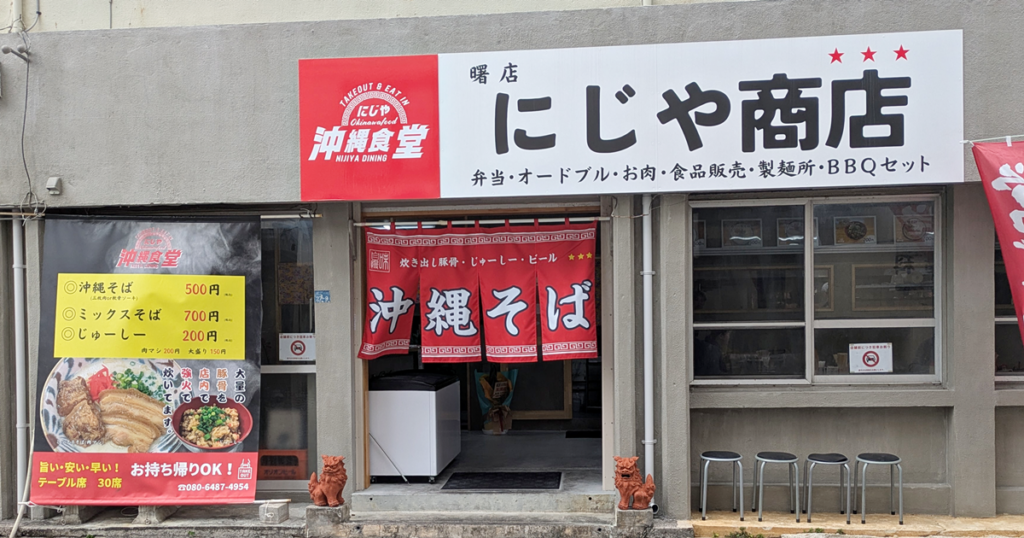 TAKEOUT & EAT IN
にじや
Okinawafood
沖縄食堂
NIJIYA DINING
曙店
にじや商店
弁当・オードブル・お肉・食品販売・製麺所・BBQセット
炊き出し豚骨・じゅーしー・ビール
沖縄そば
沖縄食堂
◎沖縄そば 500円
◎ミックスそば 700円
◎じゅーしー 200円
肉マシ 200円 大盛り 150円
大量の
豚骨を
店内で
強火で
炊いてます。
旨い・安い・早い!
テーブル席 30席
お持ち帰りOK!
☎080-6487-4954